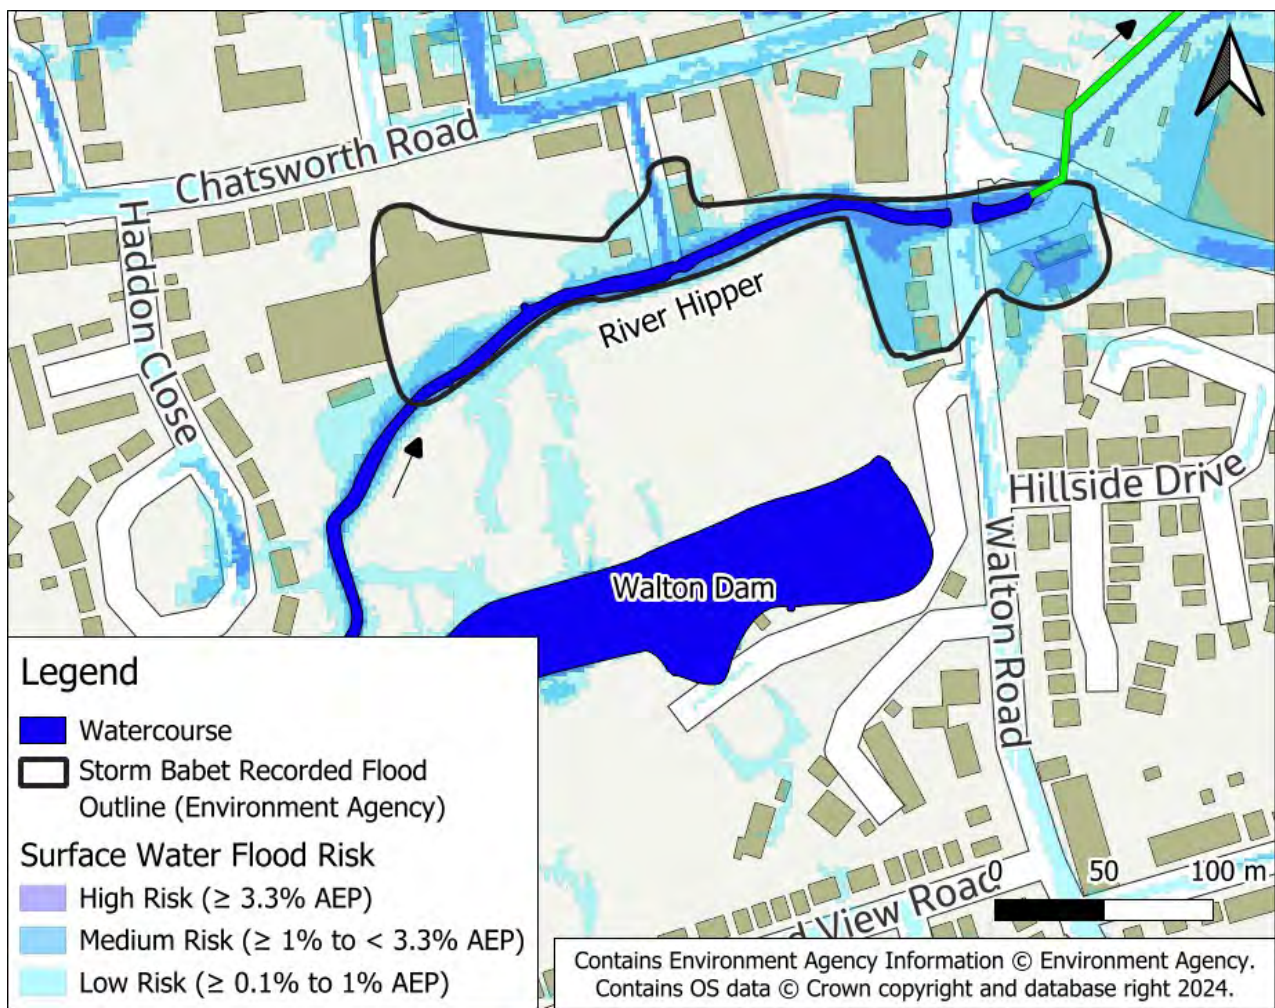 Chatsworth Road
Haddon Close
River Hipper
Walton Dam
Hillside Drive
Walton Road
d View Road
0 50 100 m
Legend
Watercourse
Storm Babet Recorded Flood
Outline (Environment Agency)
Surface Water Flood Risk
High Risk (≥ 3.3% AEP)
Medium Risk (≥ 1% to < 3.3% AEP)
Low Risk (≥ 0.1% to 1% AEP)
Contains Environment Agency Information © Environment Agency.
Contains OS data © Crown copyright and database right 2024.